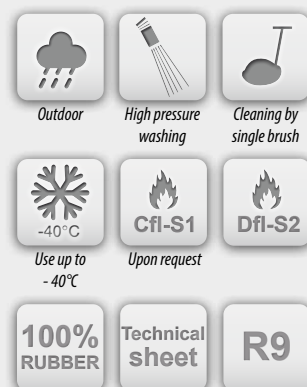 Outdoor
High pressure
washing
Cleaning by
single brush
-40°C
Use up to
- 40°C
Cfl-S1
Upon request
Dfl-S2
100%
RUBBER
Technical
sheet
R9